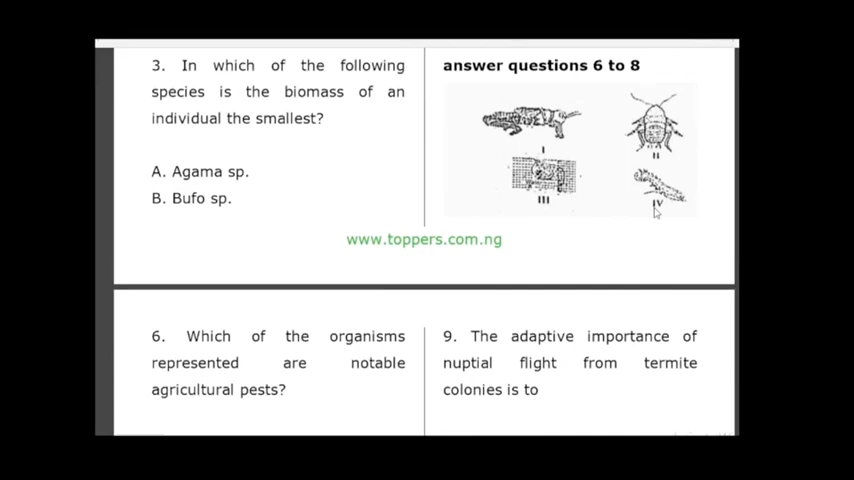 3. In which of the following
species is the biomass of an
individual the smallest?
A. Agama sp.
B. Bufo sp.
answer questions 6 to 8
I
II
III
IV
www.toppers.com.ng
6. Which of the organisms
represented are notable
agricultural pests?
9. The adaptive importance of
nuptial flight from termite
colonies is to